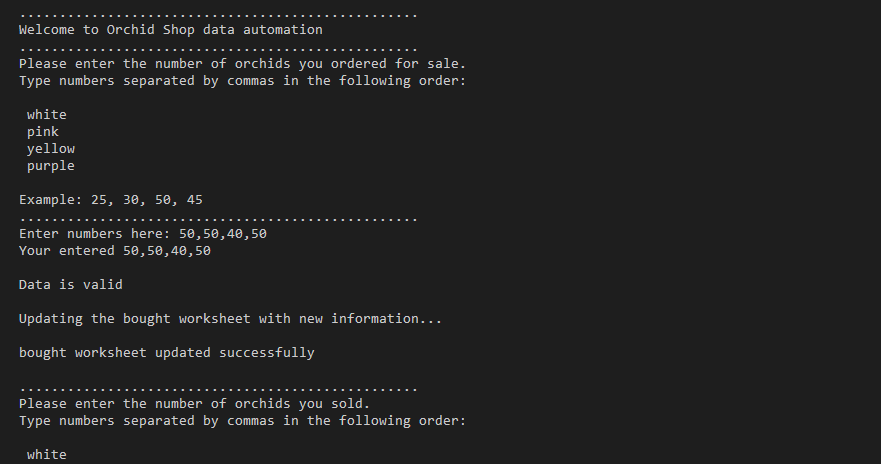 ..................................................
Welcome to Orchid Shop data automation
..................................................
Please enter the number of orchids you ordered for sale.
Type numbers separated by commas in the following order:
white
pink
yellow
purple
Example: 25, 30, 50, 45
..................................................
Enter numbers here: 50,50,40,50
Your entered 50,50,40,50
Data is valid
Updating the bought worksheet with new information...
bought worksheet updated successfully
..................................................
Please enter the number of orchids you sold.
Type numbers separated by commas in the following order:
white